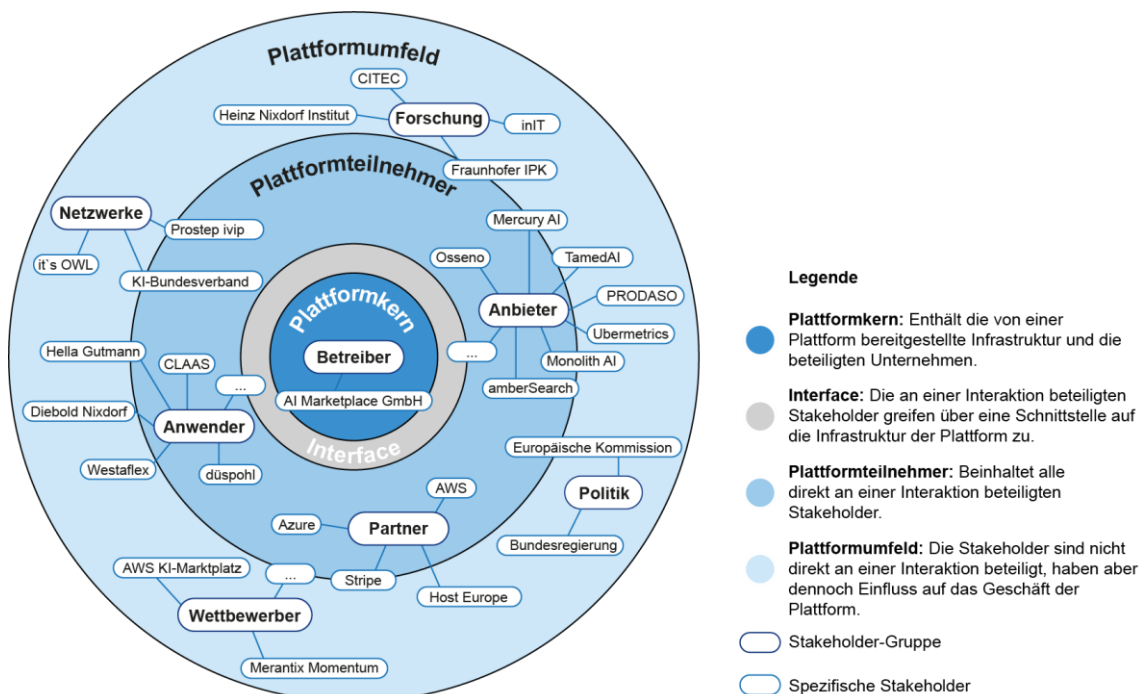 Plattformumfeld
CITEC
Heinz Nixdorf Institut
Forschung
inIT
Fraunhofer IPK
Plattformteilnehmer
Netzwerke
Prostep ivip
it`s OWL
KI-Bundesverband
Mercury AI
Osseno
TamedAI
PRODASO
Anbieter
Ubermetrics
...
Monolith AI
amberSearch
Plattformkern
Betreiber
AI Marketplace GmbH
Interface
Hella Gutmann
CLAAS
...
Diebold Nixdorf
Anwender
Westaflex
düspohl
Europäische Kommission
Politik
Bundesregierung
AWS
Azure
Partner
Stripe
Host Europe
AWS KI-Marktplatz
...
Wettbewerber
Merantix Momentum
Legende
Plattformkern: Enthält die von einer
Plattform bereitgestellte Infrastruktur und die
beteiligten Unternehmen.
Interface: Die an einer Interaktion beteiligten
Stakeholder greifen über eine Schnittstelle auf
die Infrastruktur der Plattform zu.
Plattformteilnehmer: Beinhaltet alle
direkt an einer Interaktion beteiligten
Stakeholder.
Plattformumfeld: Die Stakeholder sind nicht
direkt an einer Interaktion beteiligt, haben aber
dennoch Einfluss auf das Geschäft der
Plattform.
Stakeholder-Gruppe
Spezifische Stakeholder